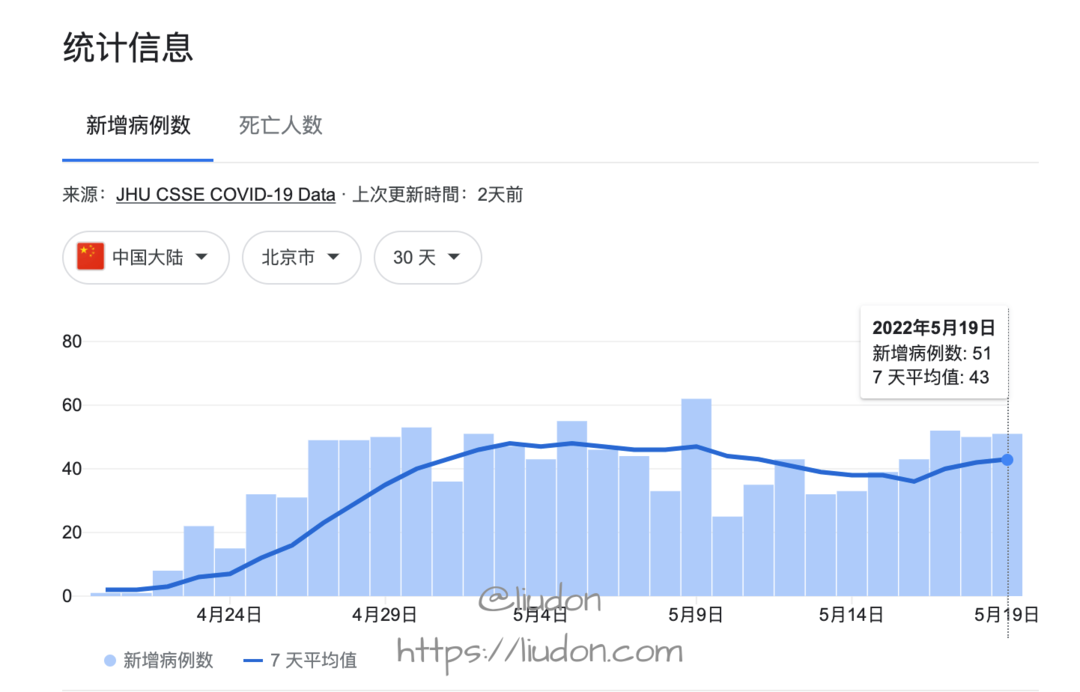 统计信息
新增病例数 死亡人数
来源：JHU CSSE COVID-19 Data · 上次更新時間：2天前
中国大陆 北京市 30 天
2022年5月19日
新增病例数: 51
7 天平均值: 43
80
60
40
20
0
4月24日 4月29日 5月4日 5月9日 5月14日 5月19日
@liudon
新增病例数 7 天平均值
https://liudon.com